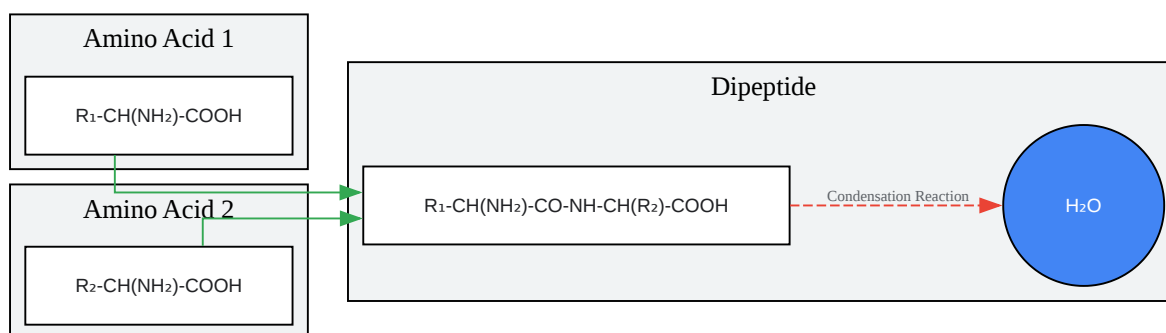 Amino Acid 1
R₁-CH(NH₂)-COOH
Amino Acid 2
R₂-CH(NH₂)-COOH
Dipeptide
R₁-CH(NH₂)-CO-NH-CH(R₂)-COOH
Condensation Reaction
H₂O